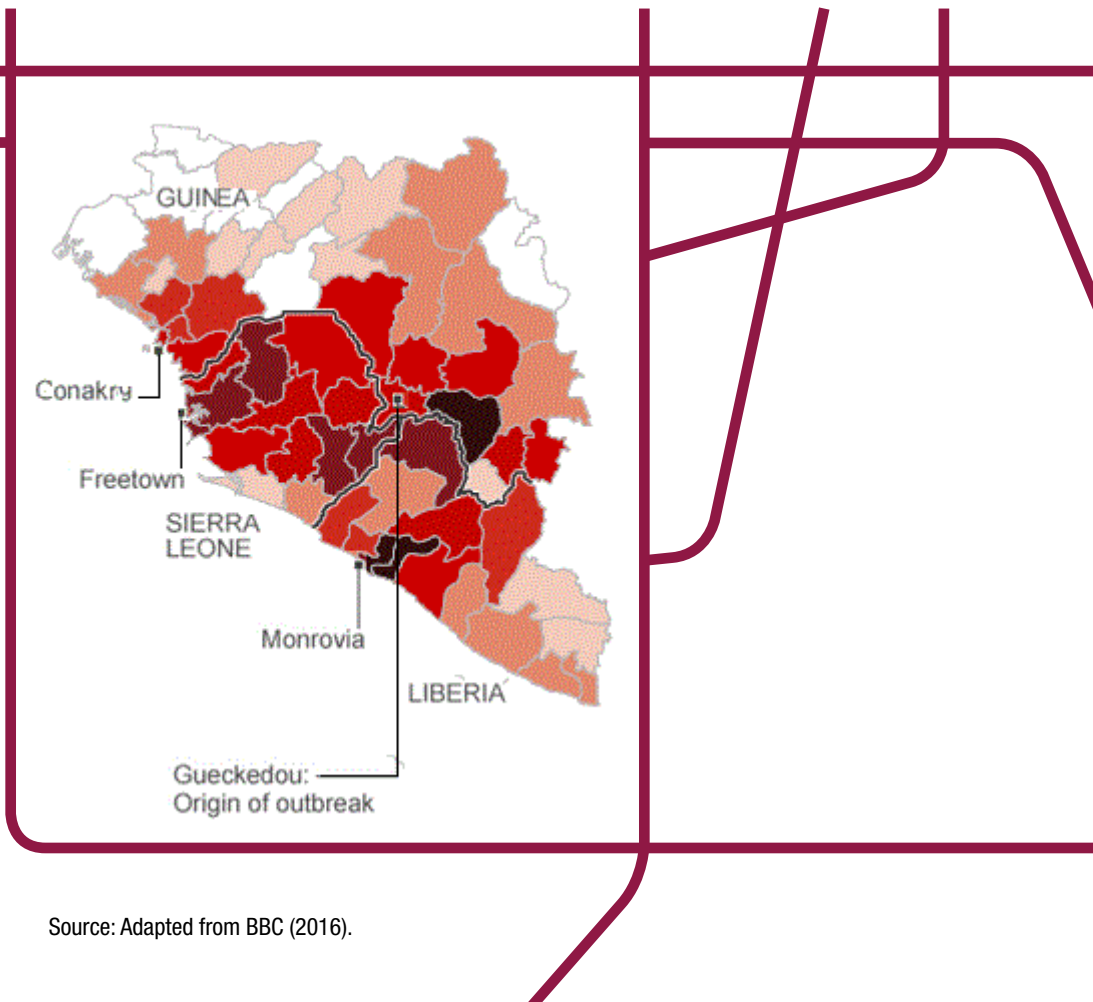 GUINEA
Conakry
Freetown
SIERRA
LEONE
Monrovia
LIBERIA
Gueckedou:
Origin of outbreak
Source: Adapted from BBC (2016).